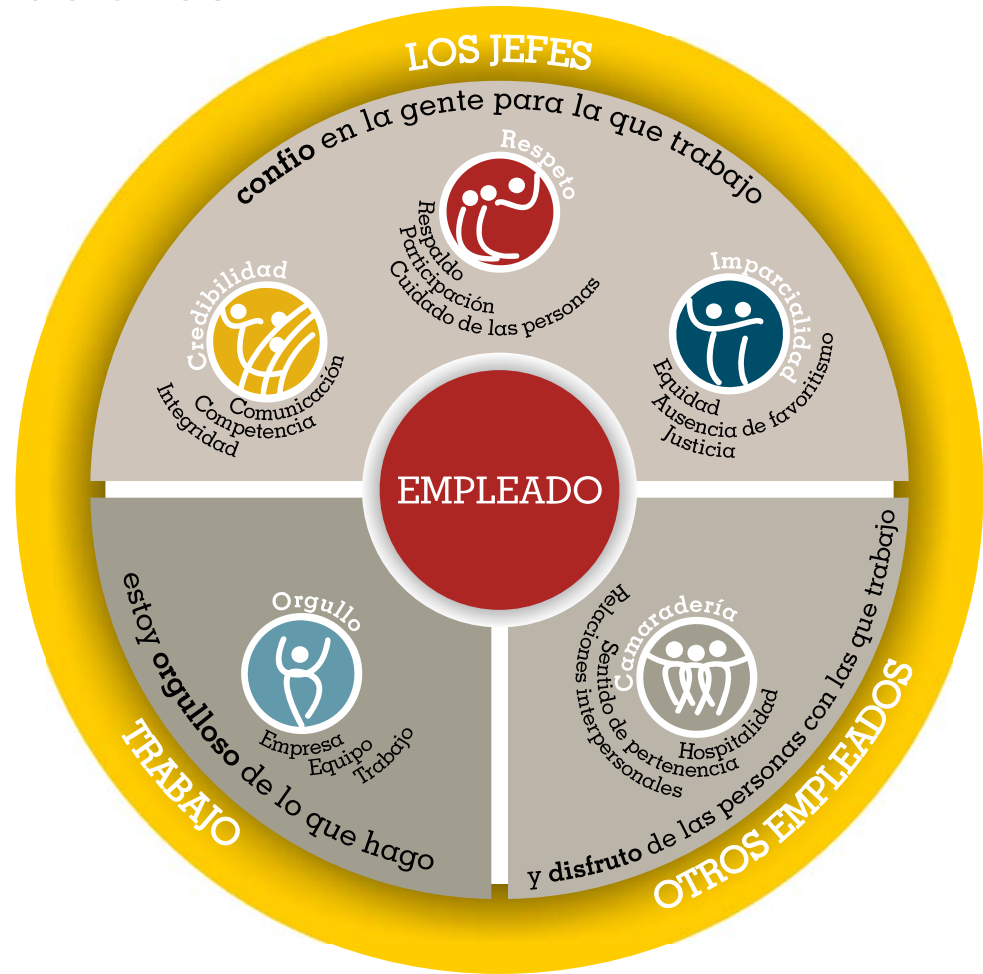 LOS JEFES
confio en la gente para la que trabajo
Respeto
Respaldo
Participación
Cuidado de las personas
Credibilidad
Comunicación
Competencia
Integridad
Imparcialidad
Equidad
Ausencia de favoritismo
Justicia
EMPLEADO
Orgullo
Empresa
Equipo
Trabajo
estoy orgulloso de lo que hago
TRABAJO
Camaradería
Hospitalidad
Sentido de pertenencia
Relaciones interpersonales
y disfruto de las personas con las que trabajo
OTROS EMPLEADOS